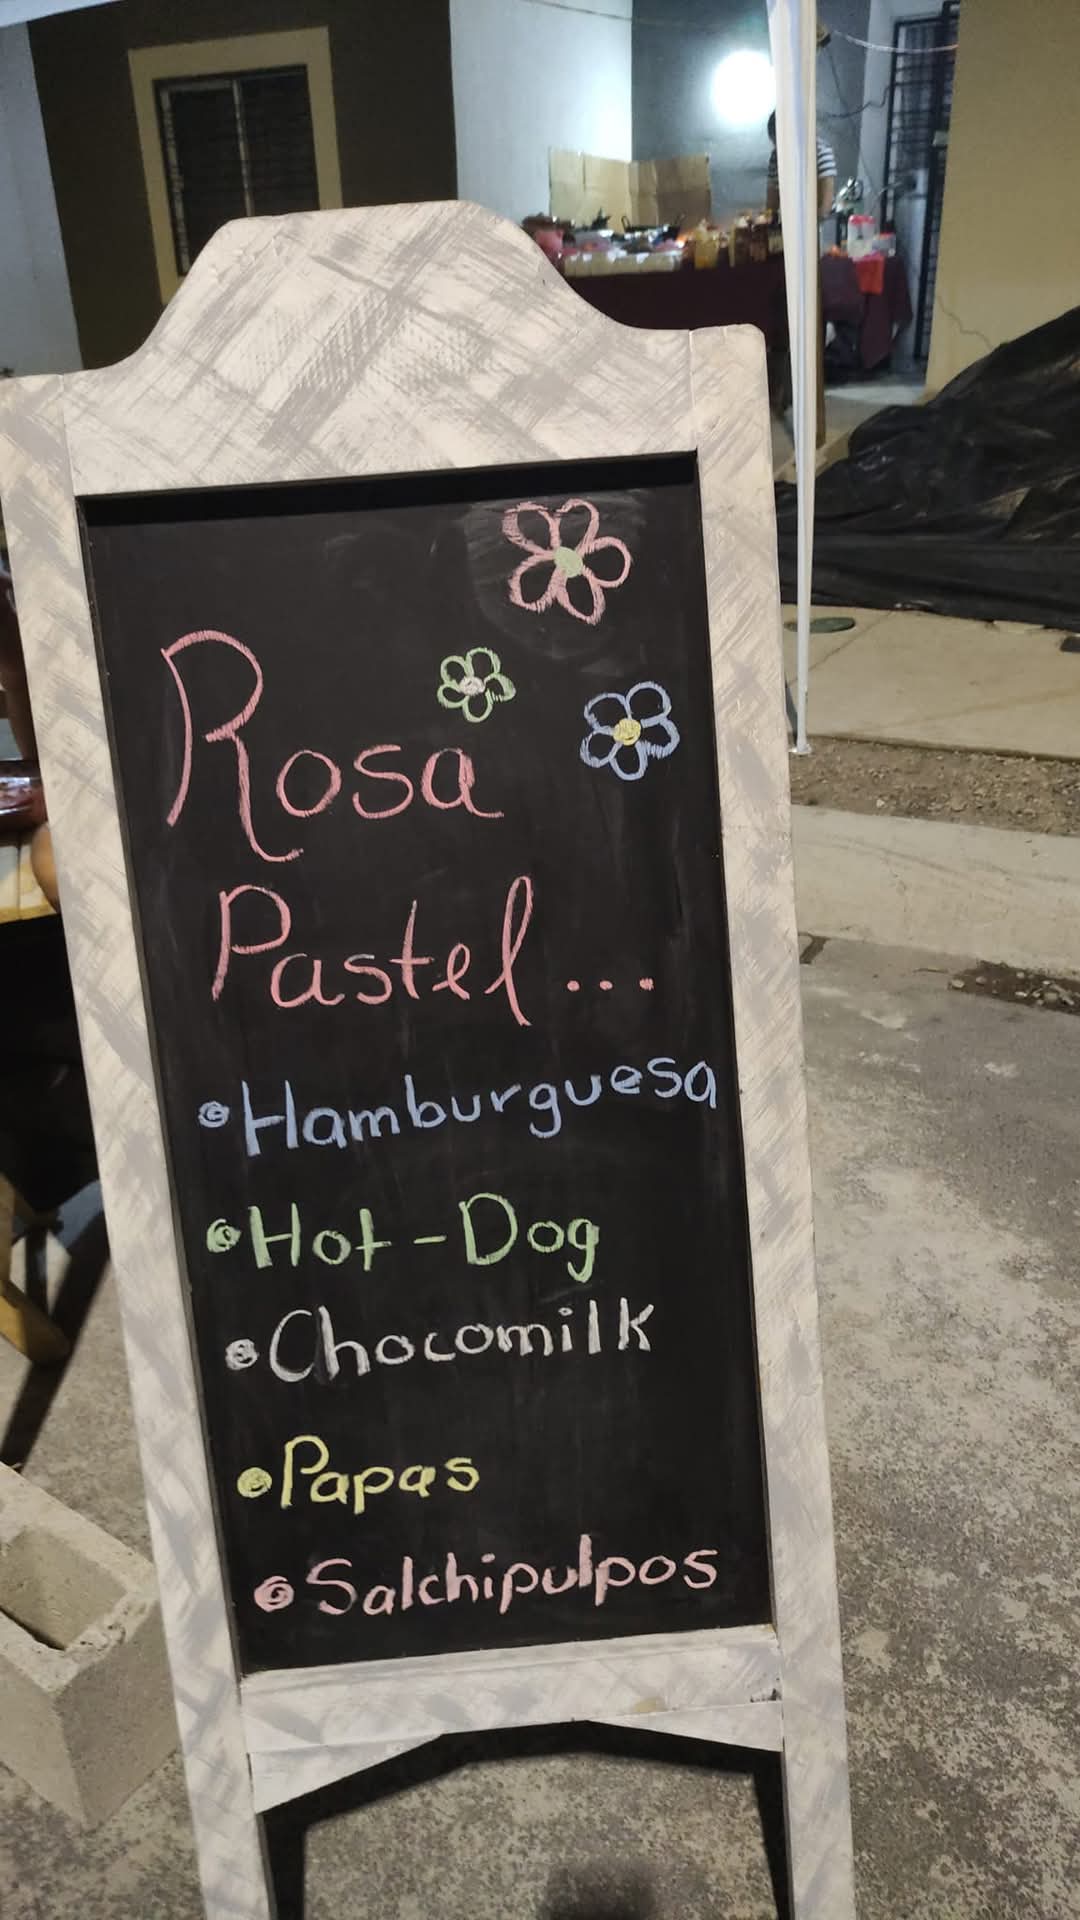 Rosa
Pastel...
•Hamburguesa
•Hot-Dog
•Chocomilk
•Papas
•Salchipulpos